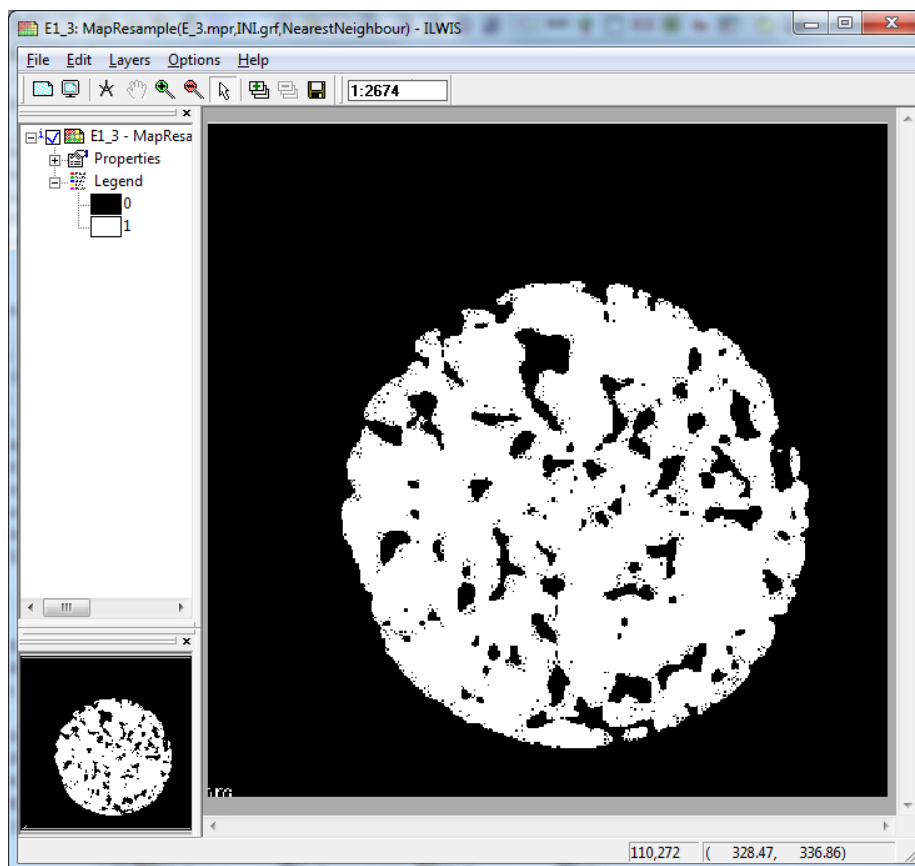 E1_3: MapResample(E_3.mpr,INI.grf,NearestNeighbour) - ILWIS
File Edit Layers Options Help
1:2674
E1_3 - MapResa
Properties
Legend
0
1
110,272 ( 328.47, 336.86)